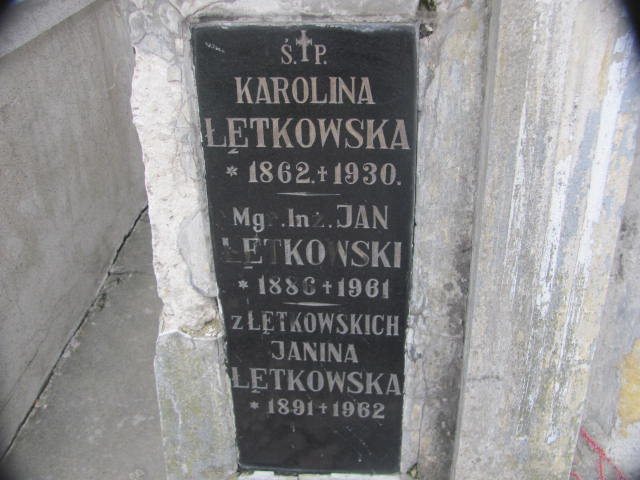 Ś.†P.
KAROLINA
ŁĘTKOWSKA
* 1862.+1930.
Mgr. Inż. JAN
ŁĘTKOWSKI
* 1886+1961
z ŁĘTKOWSKICH
JANINA
ŁĘTKOWSKA
* 1891+1962